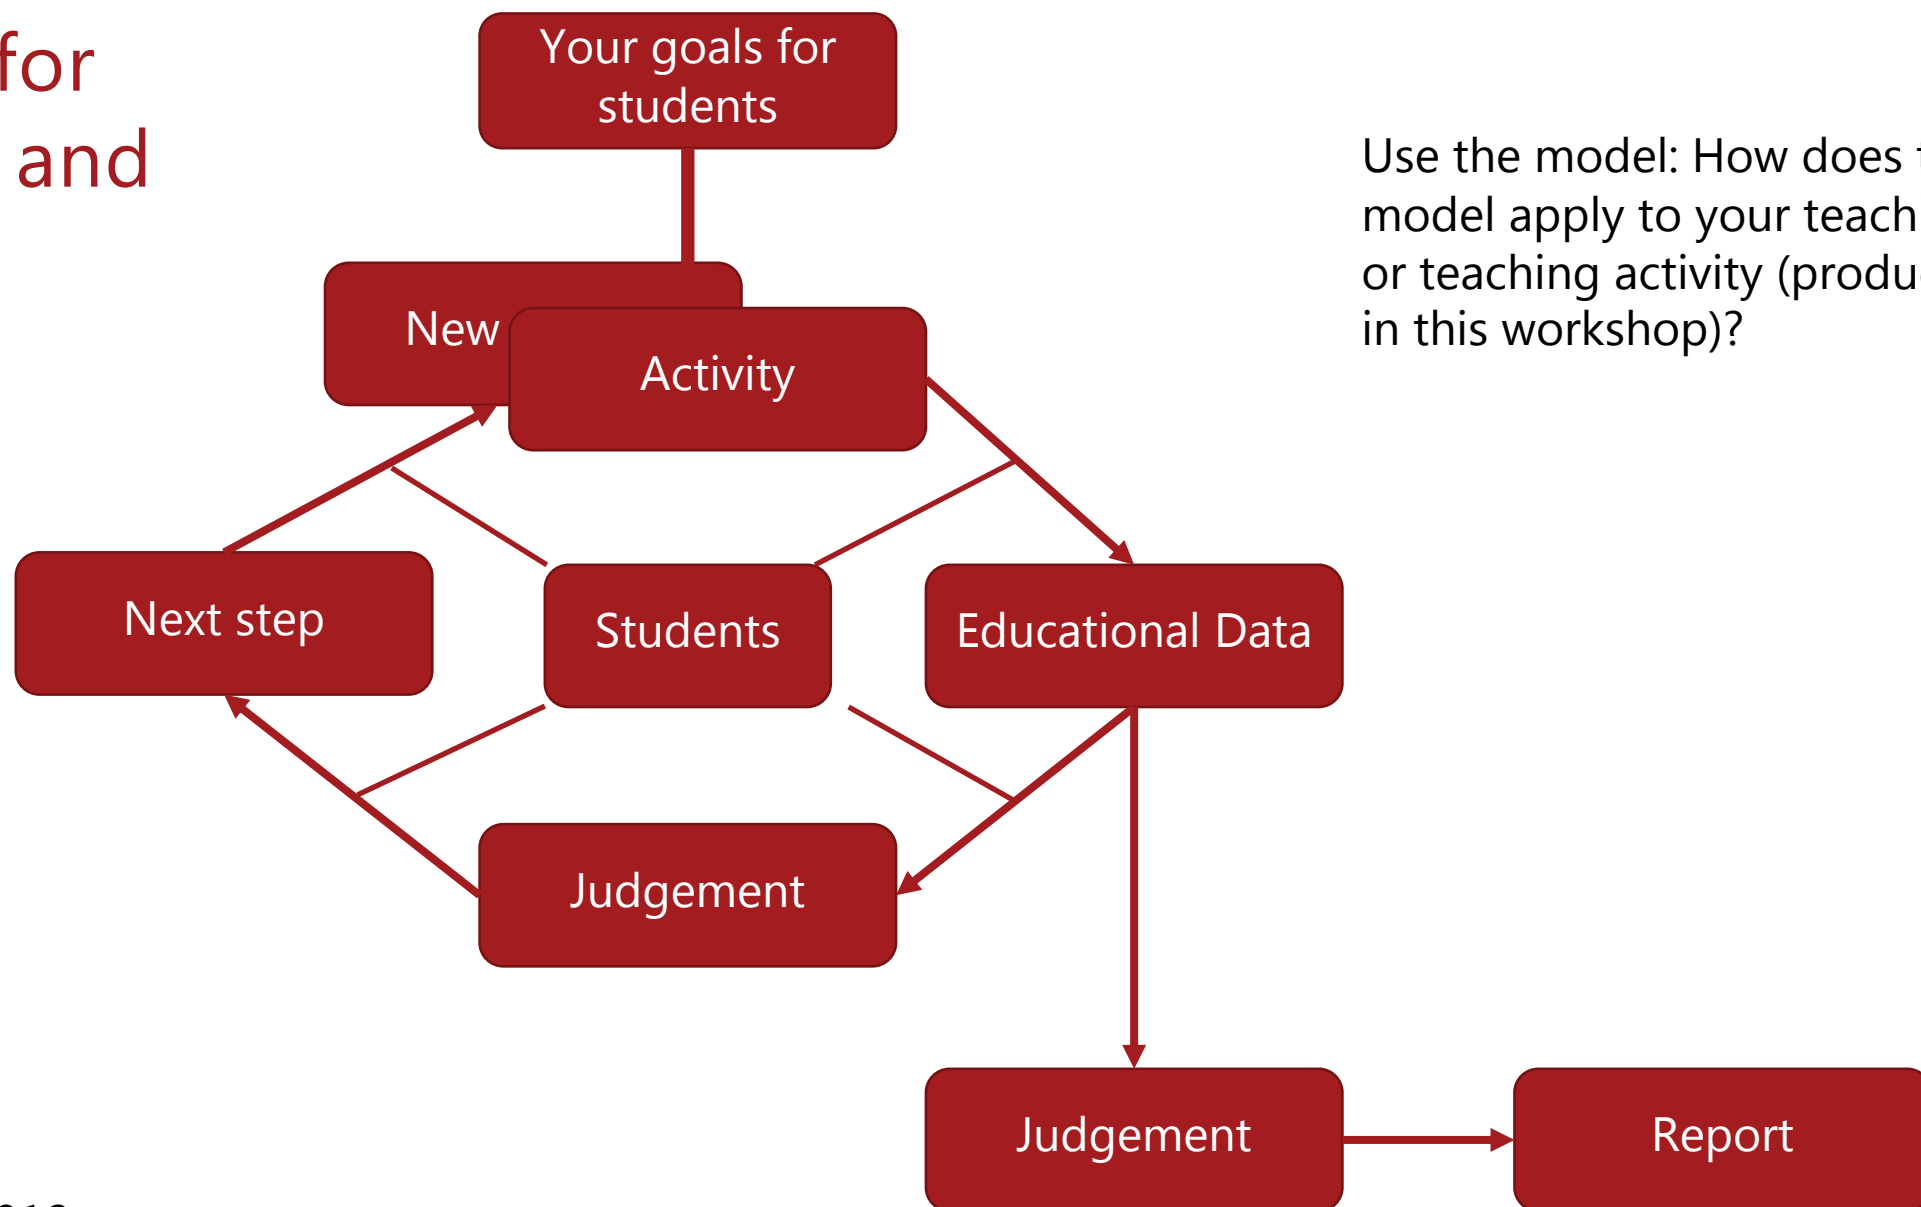 for
and
Your goals for
students
Use the model: How does
model apply to your teach
or teaching activity (produ
in this workshop)?
New
Activity
Next step
Students
Educational Data
Judgement
Judgement
Report